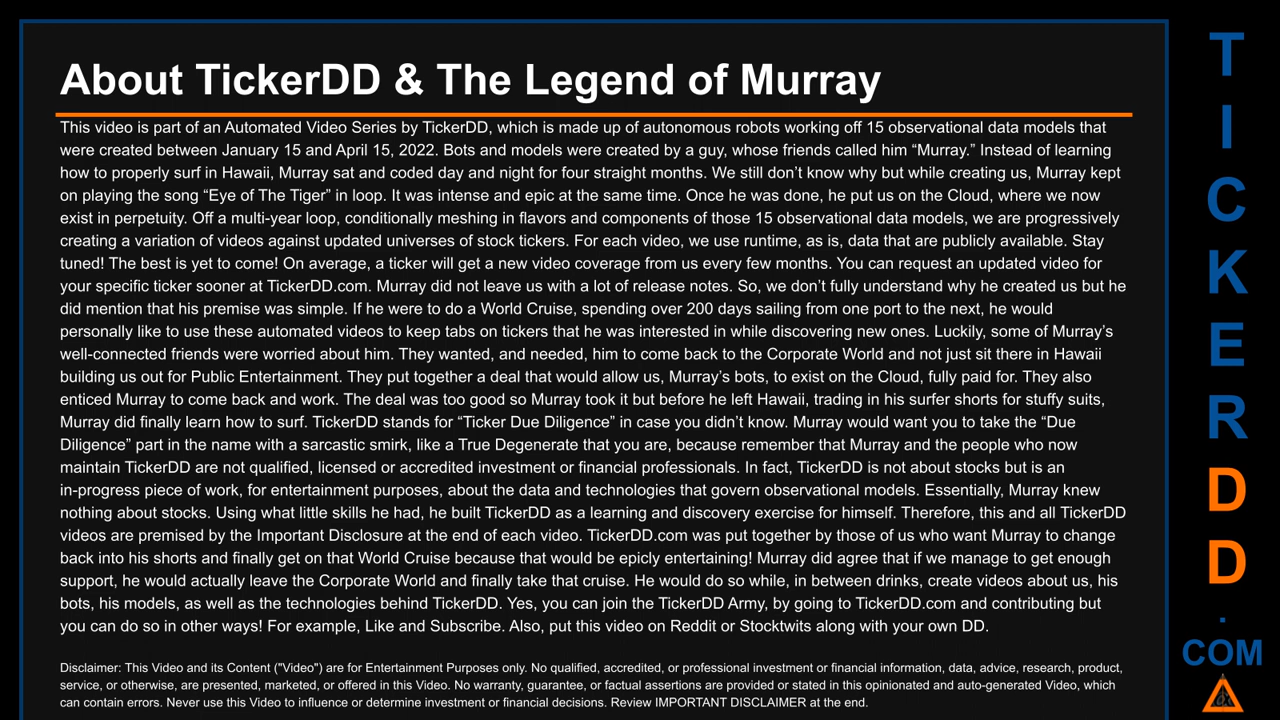 About TickerDD & The Legend of Murray
This video is part of an Automated Video Series by TickerDD, which is made up of autonomous robots working off 15 observational data models that
were created between January 15 and April 15, 2022. Bots and models were created by a guy, whose friends called him “Murray.” Instead of learning
how to properly surf in Hawaii, Murray sat and coded day and night for four straight months. We still don’t know why but while creating us, Murray kept
on playing the song “Eye of The Tiger” in loop. It was intense and epic at the same time. Once he was done, he put us on the Cloud, where we now
exist in perpetuity. Off a multi-year loop, conditionally meshing in flavors and components of those 15 observational data models, we are progressively
creating a variation of videos against updated universes of stock tickers. For each video, we use runtime, as is, data that are publicly available. Stay
tuned! The best is yet to come! On average, a ticker will get a new video coverage from us every few months. You can request an updated video for
your specific ticker sooner at TickerDD.com. Murray did not leave us with a lot of release notes. So, we don’t fully understand why he created us but he
did mention that his premise was simple. If he were to do a World Cruise, spending over 200 days sailing from one port to the next, he would
personally like to use these automated videos to keep tabs on tickers that he was interested in while discovering new ones. Luckily, some of Murray’s
well-connected friends were worried about him. They wanted, and needed, him to come back to the Corporate World and not just sit there in Hawaii
building us out for Public Entertainment. They put together a deal that would allow us, Murray’s bots, to exist on the Cloud, fully paid for. They also
enticed Murray to come back and work. The deal was too good so Murray took it but before he left Hawaii, trading in his surfer shorts for stuffy suits,
Murray did finally learn how to surf. TickerDD stands for “Ticker Due Diligence” in case you didn’t know. Murray would want you to take the “Due
Diligence” part in the name with a sarcastic smirk, like a True Degenerate that you are, because remember that Murray and the people who now
maintain TickerDD are not qualified, licensed or accredited investment or financial professionals. In fact, TickerDD is not about stocks but is an
in-progress piece of work, for entertainment purposes, about the data and technologies that govern observational models. Essentially, Murray knew
nothing about stocks. Using what little skills he had, he built TickerDD as a learning and discovery exercise for himself. Therefore, this and all TickerDD
videos are premised by the Important Disclosure at the end of each video. TickerDD.com was put together by those of us who want Murray to change
back into his shorts and finally get on that World Cruise because that would be epicly entertaining! Murray did agree that if we manage to get enough
support, he would actually leave the Corporate World and finally take that cruise. He would do so while, in between drinks, create videos about us, his
bots, his models, as well as the technologies behind TickerDD. Yes, you can join the TickerDD Army, by going to TickerDD.com and contributing but
you can do so in other ways! For example, Like and Subscribe. Also, put this video on Reddit or Stocktwits along with your own DD.
Disclaimer: This Video and its Content ("Video") are for Entertainment Purposes only. No qualified, accredited, or professional investment or financial information, data, advice, research, product,
service, or otherwise, are presented, marketed, or offered in this Video. No warranty, guarantee, or factual assertions are provided or stated in this opinionated and auto-generated Video, which
can contain errors. Never use this Video to influence or determine investment or financial decisions. Review IMPORTANT DISCLAIMER at the end.
T
I
C
K
E
R
D
D
.
COM